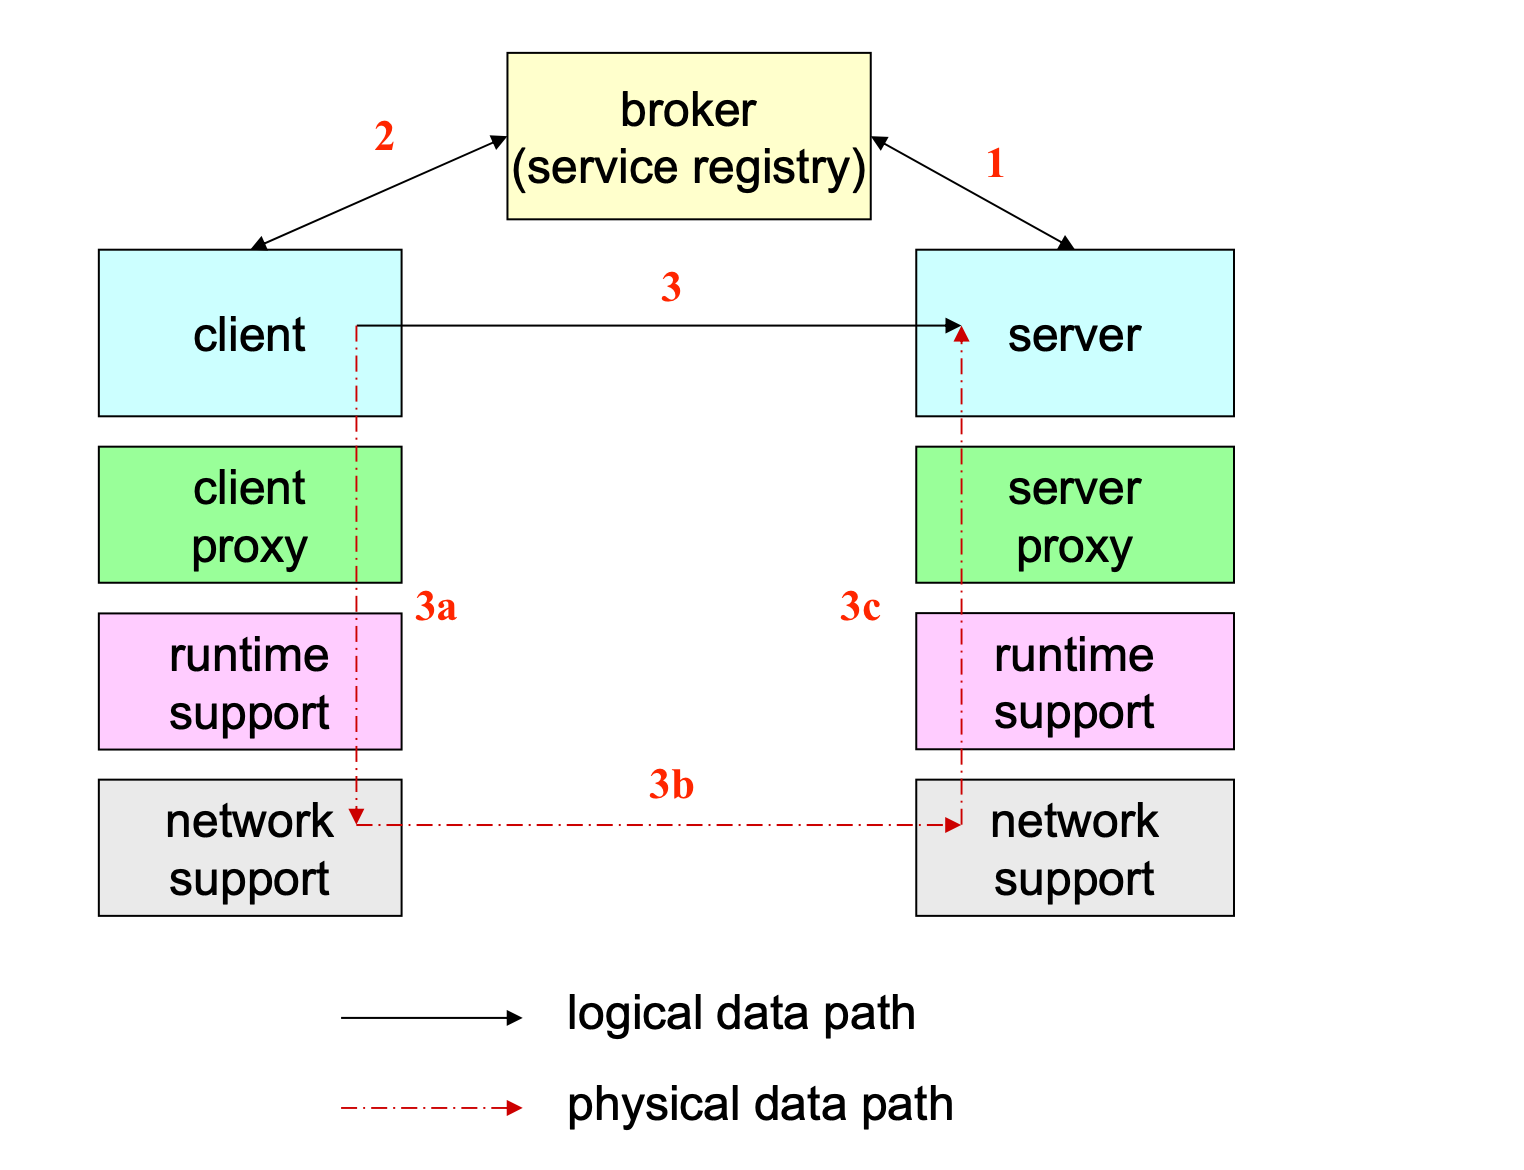 broker
(service registry)
2
1
3
client
server
client
proxy
server
proxy
3a
3c
runtime
support
runtime
support
3b
network
support
network
support
logical data path
physical data path